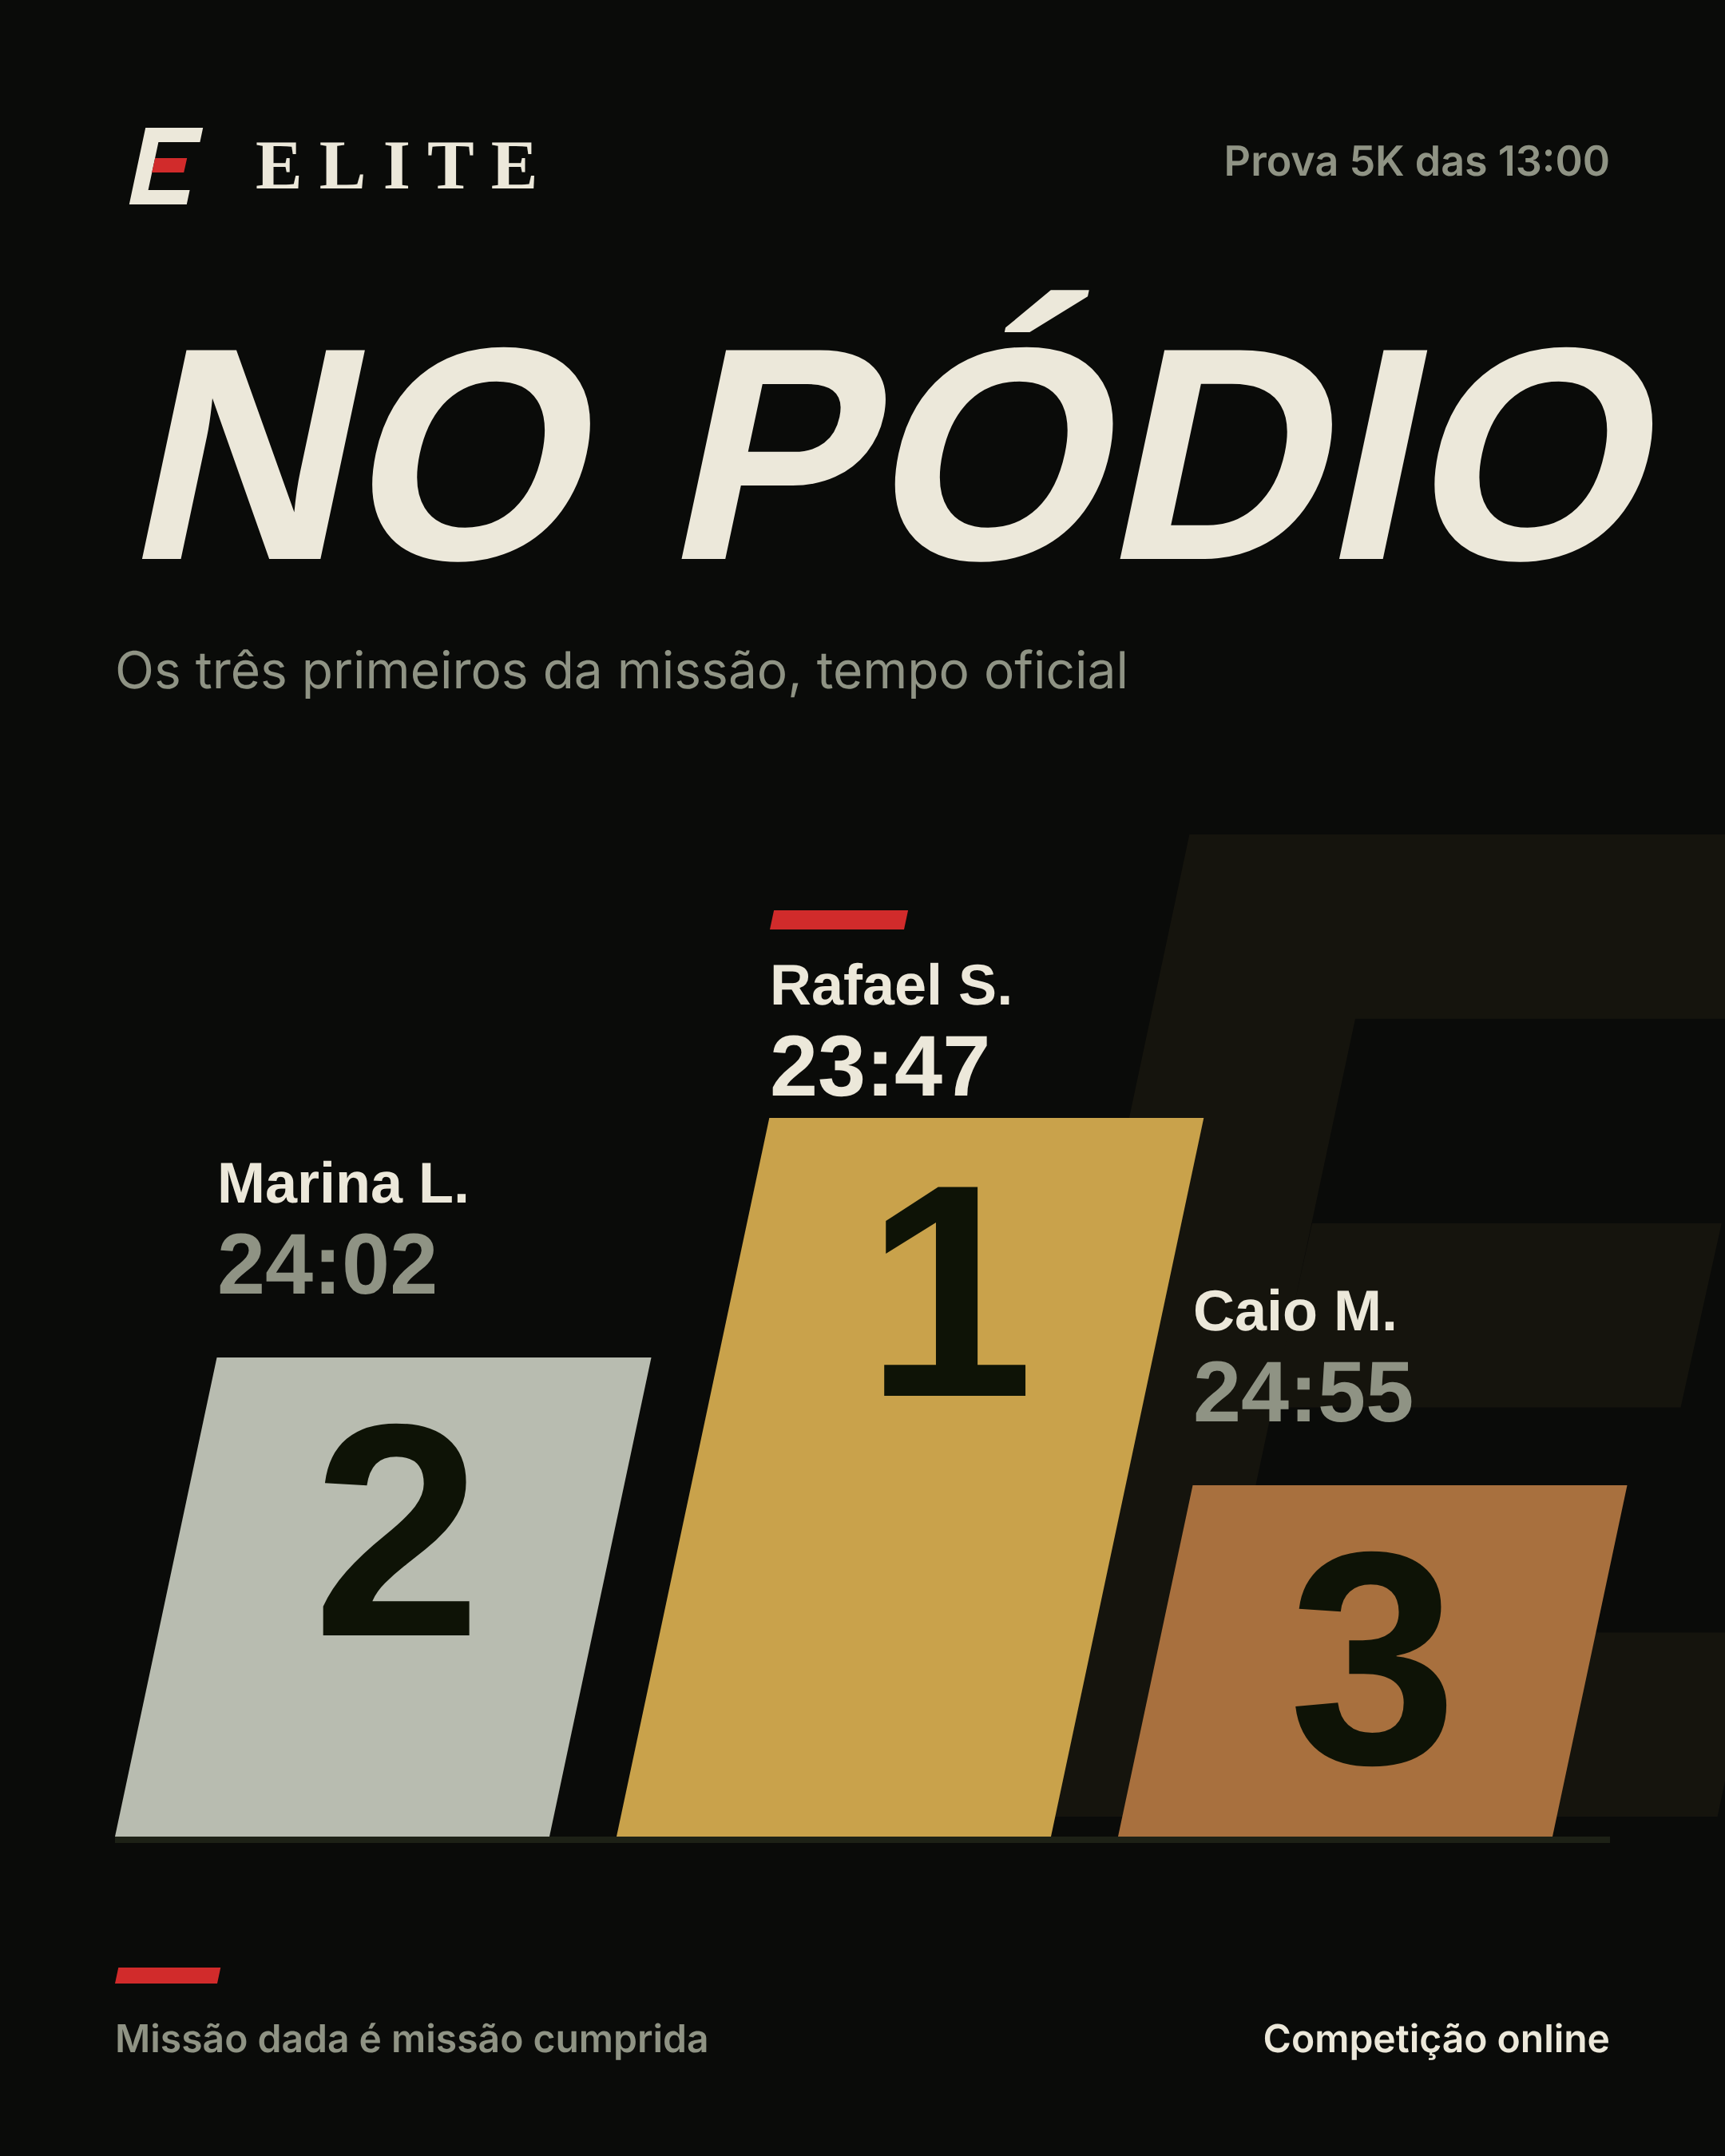 E ELITE
Prova 5K das 13:00
NO PÓDIO
Os três primeiros da missão, tempo oficial
Rafael S.
23:47
1
Marina L.
24:02
2
Caio M.
24:55
3
Missão dada é missão cumprida
Competição online